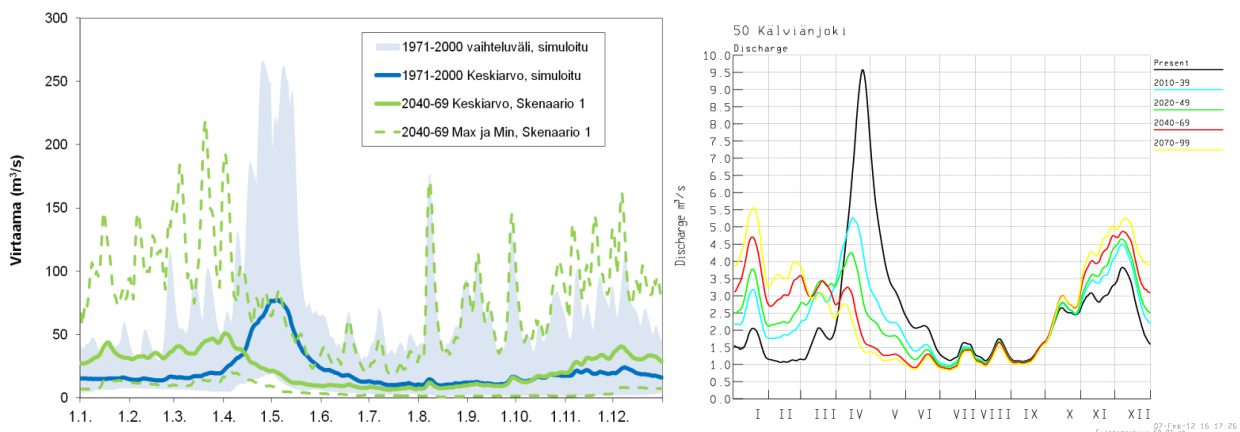 300
250
200
150
100
50
0
Virtaama (m³/s)
1971-2000 vaihteluväli, simuloitu
1971-2000 Keskiarvo, simuloitu
2040-69 Keskiarvo, Skenaario 1
2040-69 Max ja Min, Skenaario 1
1.1. 1.2. 1.3. 1.4. 1.5. 1.6. 1.7. 1.8. 1.9. 1.10. 1.11. 1.12.
50 Kälviänjoki
Discharge
10.0
9.5
9.0
8.5
8.0
7.5
7.0
6.5
6.0
5.5
5.0
4.5
4.0
3.5
3.0
2.5
2.0
1.5
1.0
0.5
0.0
Discharge m³/s
Present
2010-39
2020-49
2040-69
2070-99
I II III IV V VI VII VIII IX X XI XII
07-Feb-12 16.17.26